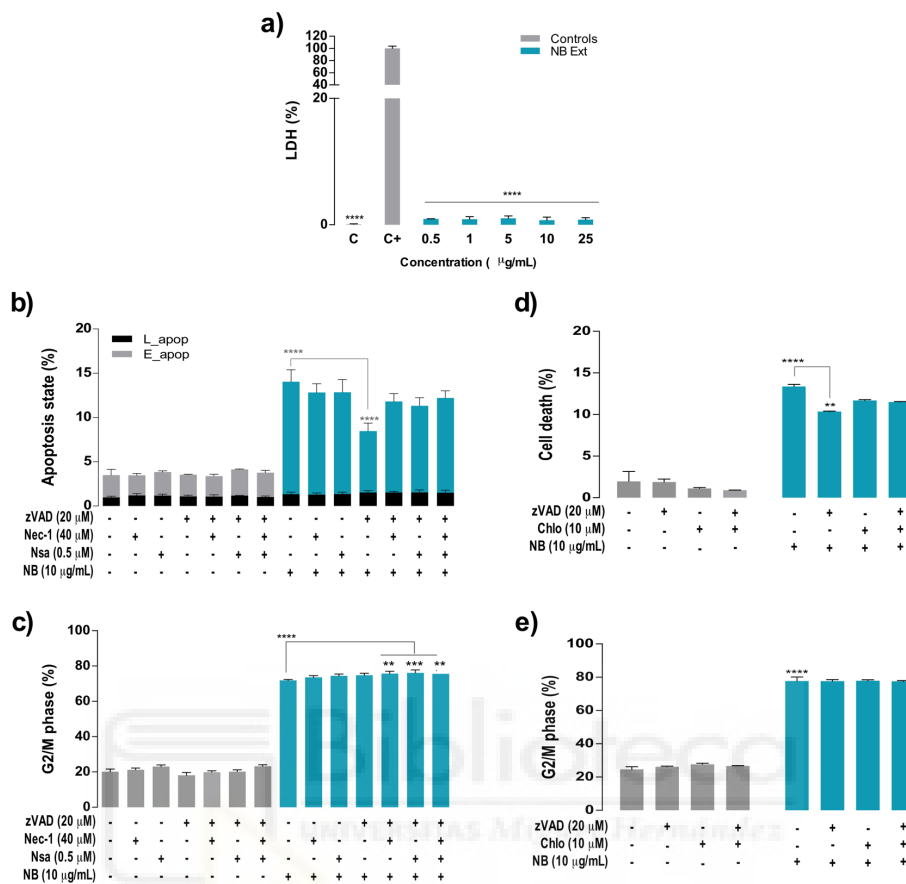 a)
Controls
NB Ext
LDH (%)
100
80
60
40
20
0
****
****
C C+ 0.5 1 5 10 25
Concentration ( µg/mL)
b)
L_apop
E_apop
Apoptosis state (%)
20
15
10
5
0
****
****
zVAD (20 µM) - - - + + + + - - - + + + +
Nec-1 (40 µM) - + - - + - + - + - - + - +
Nsa (0.5 µM) - - + - - + + - - + - - + +
NB (10 µg/mL) - - - - - - - + + + + + + +
d)
Cell death (%)
20
15
10
5
0
****
**
zVAD (20 µM) - + - + - + - +
Chlo (10 µM) - - + + - - + +
NB (10 µg/mL) - - - - + + + +
c)
G2/M phase (%)
100
80
60
40
20
0
****
** *** **
zVAD (20 µM) - - - + + + + - - - + + + +
Nec-1 (40 µM) - + - - + - + - + - - + - +
Nsa (0.5 µM) - - + - - + + - - + - - + +
NB (10 µg/mL) - - - - - - - + + + + + + +
e)
G2/M phase (%)
100
80
60
40
20
0
****
zVAD (20 µM) - + - + - + - +
Chlo (10 µM) - - + + - - + +
NB (10 µg/mL) - - - - + + + +
Biblioteca
UNIVERSITAS Miguel Hernández